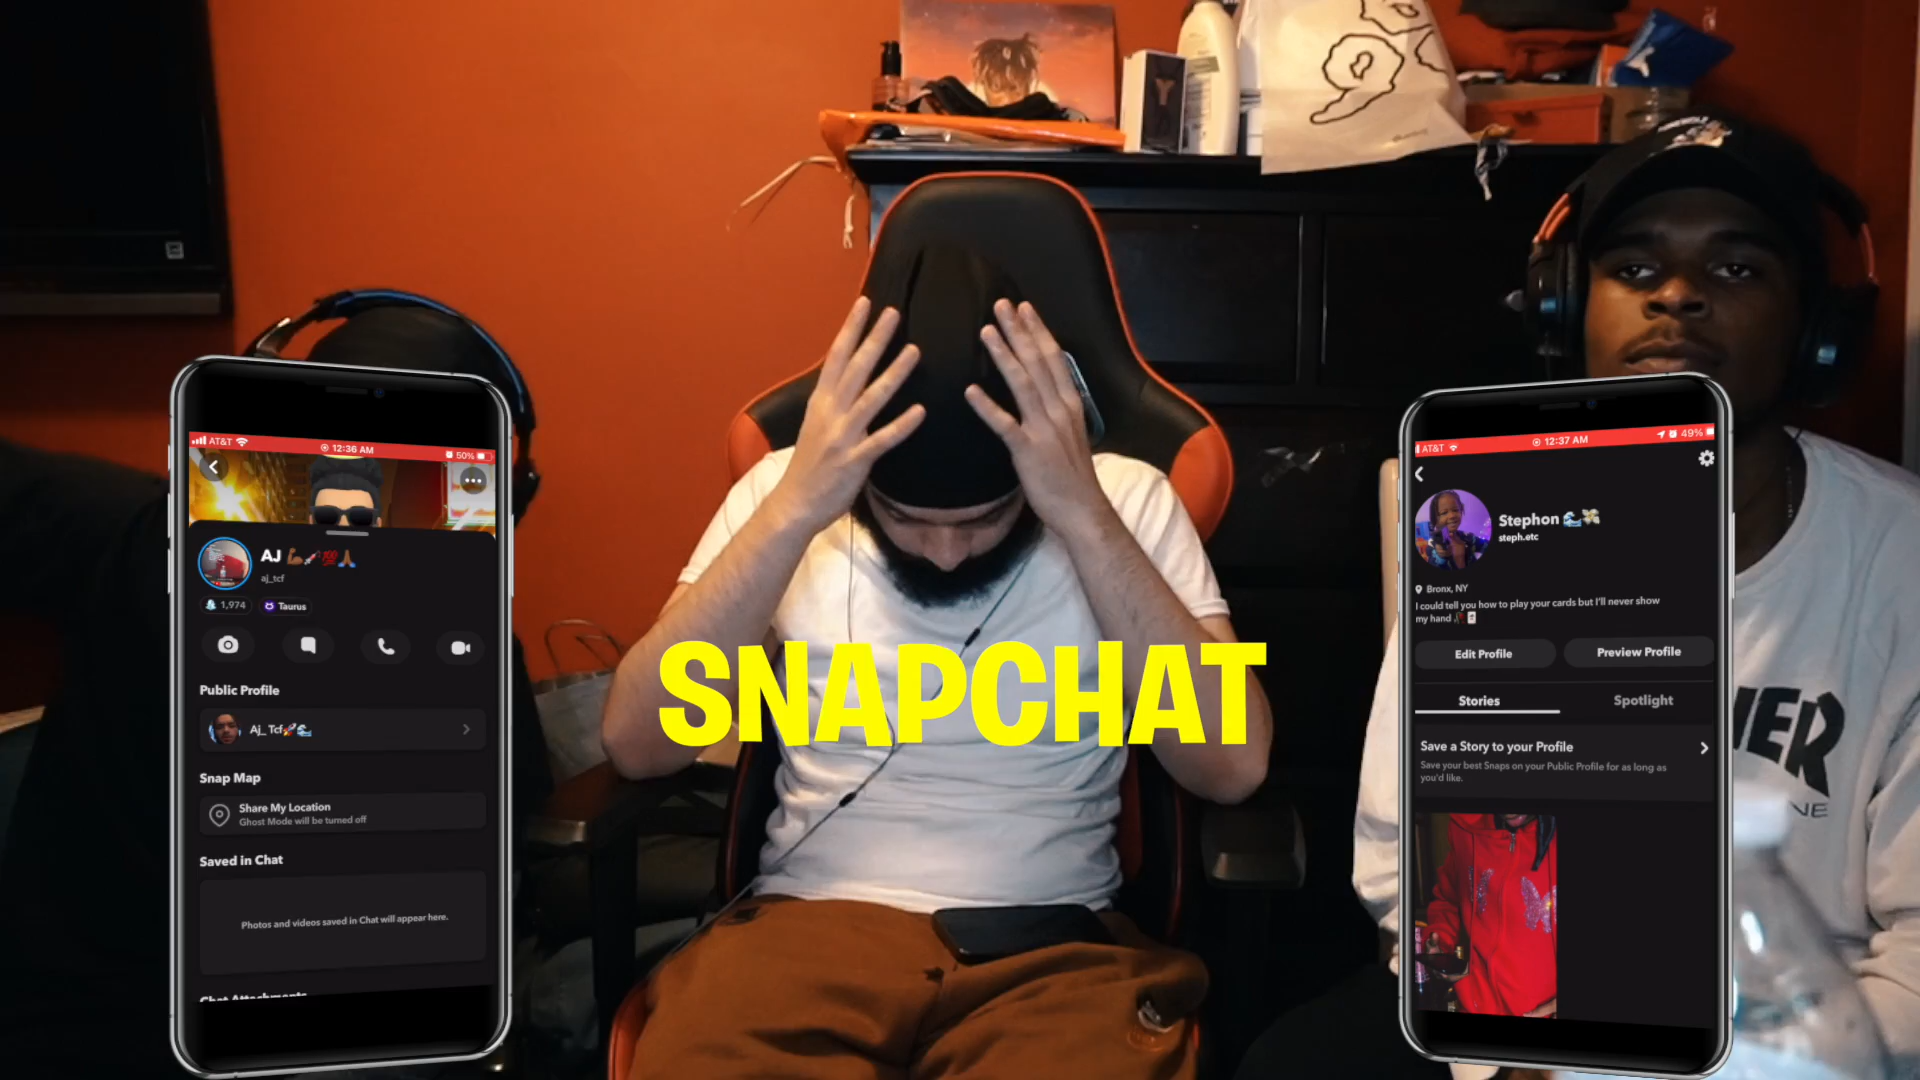 AT&T
12:36 AM
50%
AJ 💪🏾🚀💯🙏🏾
aj_tcf
1,974
Taurus
Public Profile
Aj_Tcf🚀🌊
Snap Map
Share My Location
Ghost Mode will be turned off
Saved in Chat
Photos and videos saved in Chat will appear here.
Chat Attachments
SNAPCHAT
AT&T
12:37 AM
49%
Stephon 🌊💸
steph.etc
Bronx, NY
I could tell you how to play your cards but I'll never show
my hand
Edit Profile
Preview Profile
Stories
Spotlight
Save a Story to your Profile
Save your best Snaps on your Public Profile for as long as
you'd like.